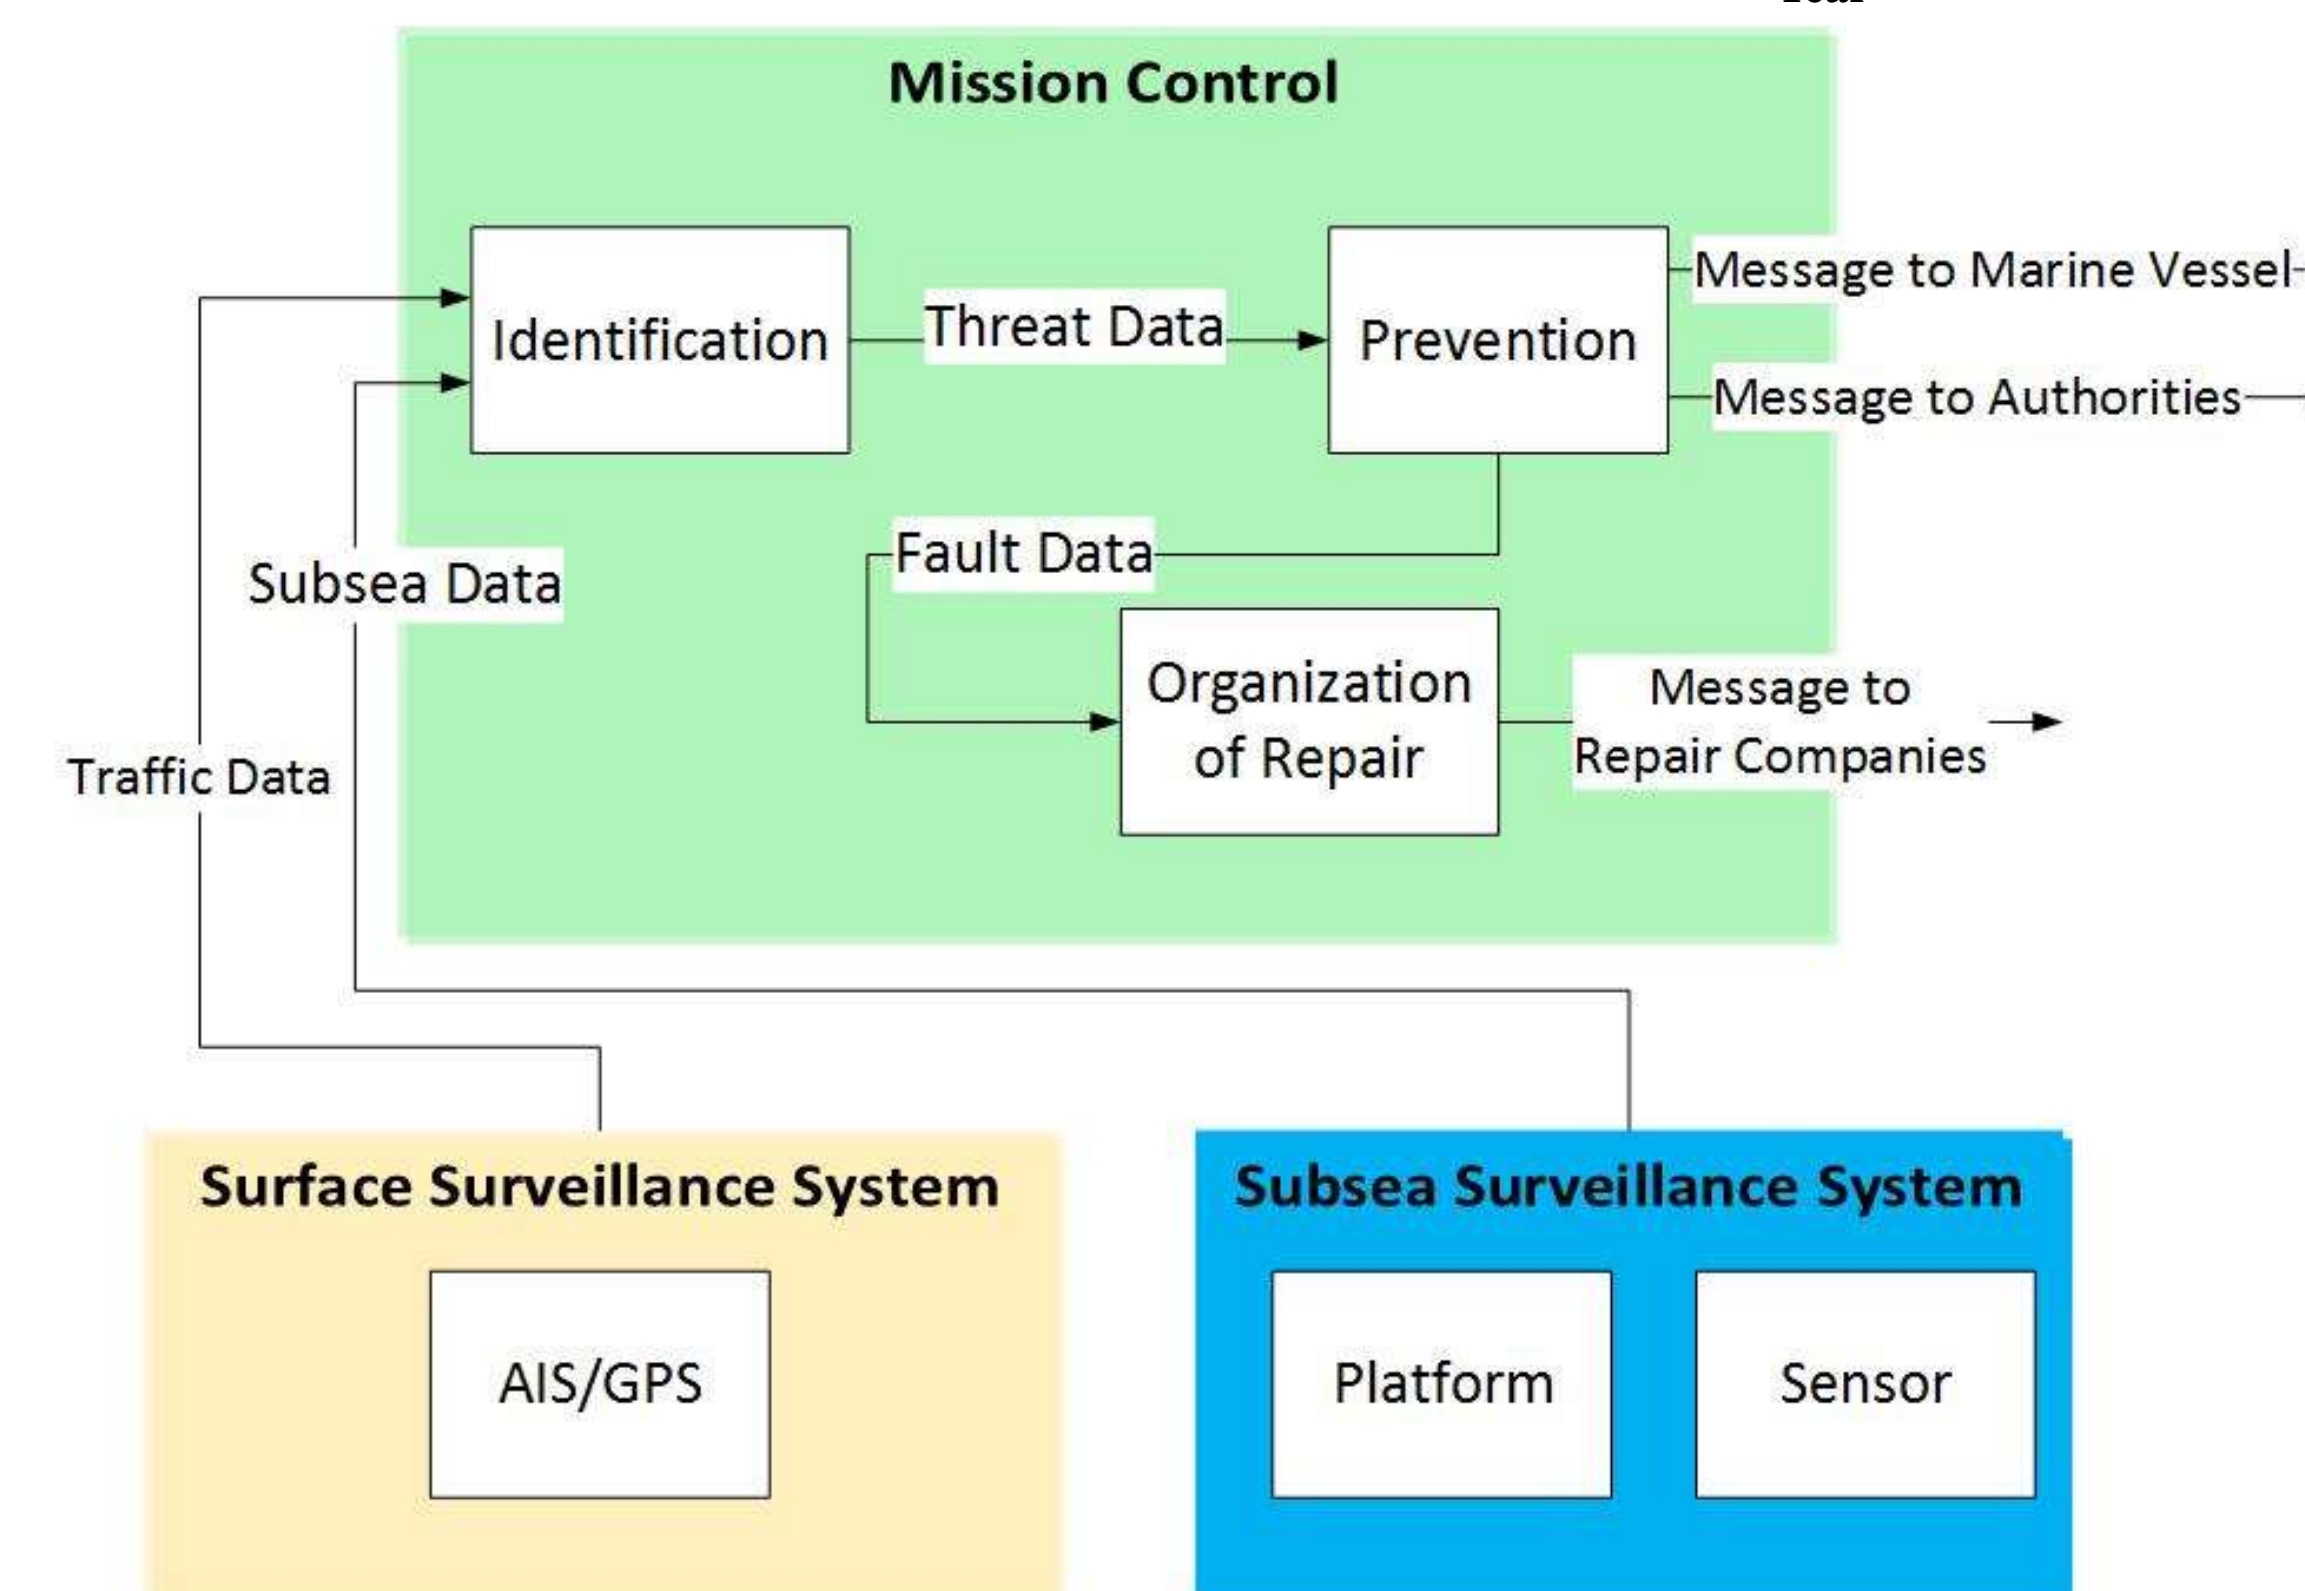 Mission Control
Identification
Threat Data
Prevention
Message to Marine Vessel
Message to Authorities
Fault Data
Subsea Data
Organization
of Repair
Message to
Repair Companies
Traffic Data
Surface Surveillance System
Subsea Surveillance System
AIS/GPS
Platform
Sensor